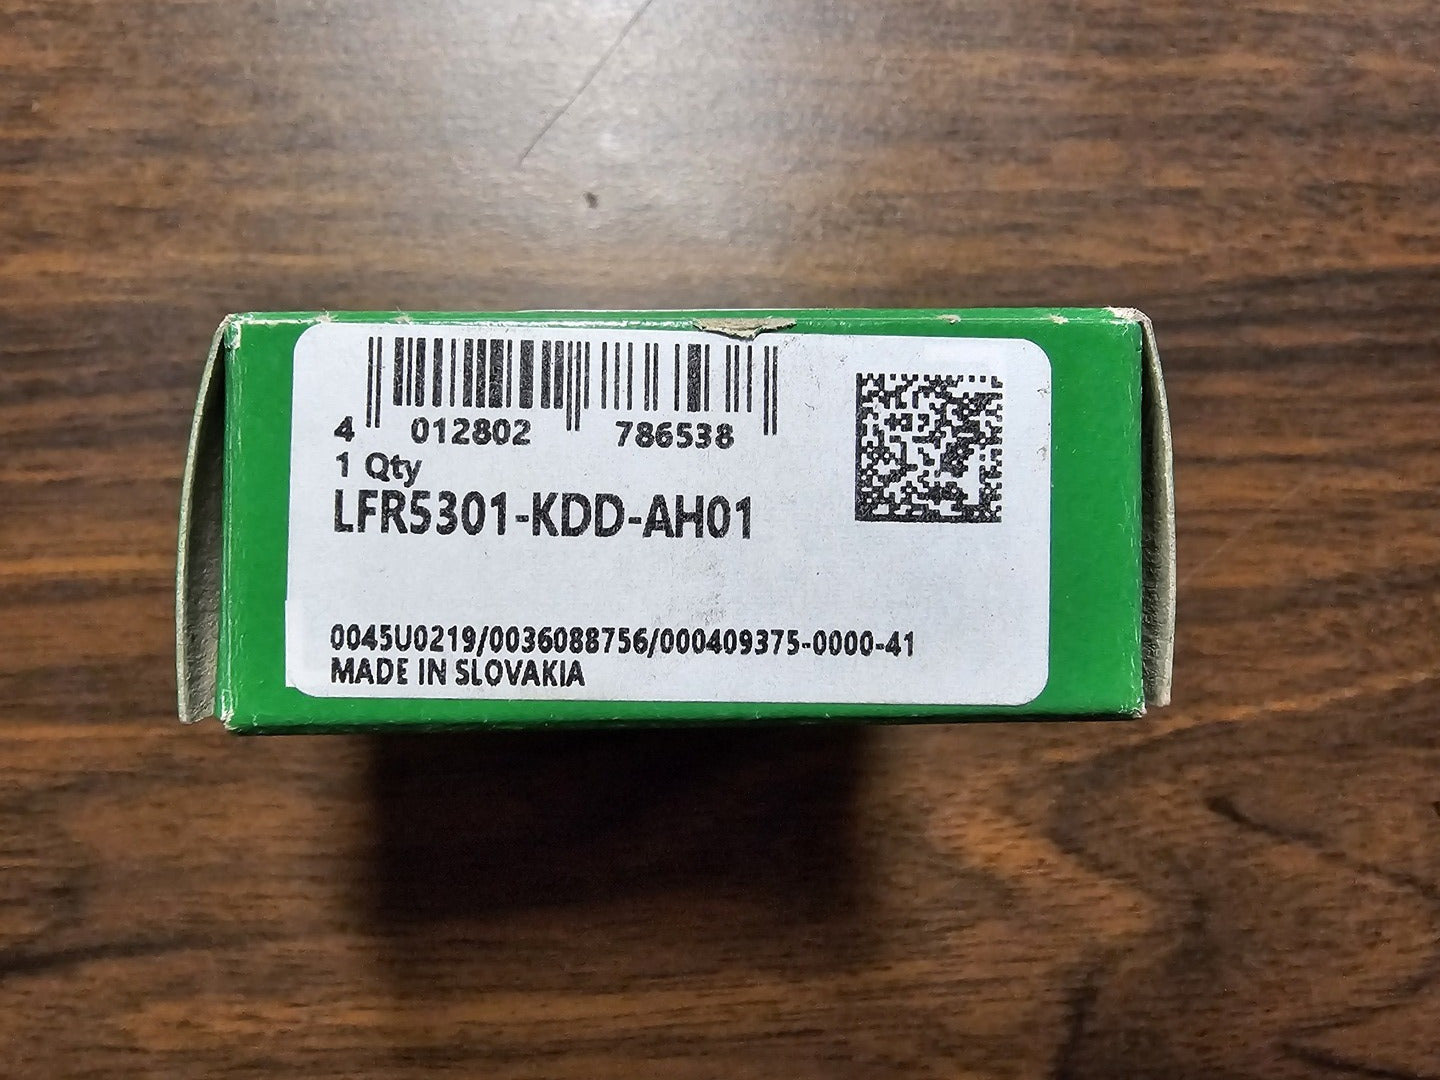 4 012802 786538
1 Qty
LFR5301-KDD-AH01
0045U0219/0036088756/000409375-0000-41
MADE IN SLOVAKIA